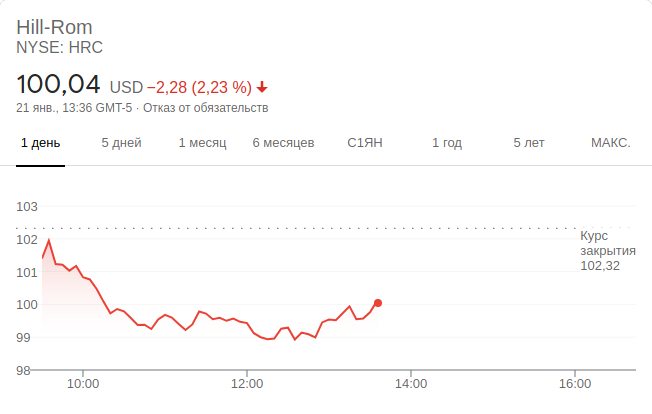 Hill-Rom
NYSE: HRC
100,04 USD −2,28 (2,23 %)
21 янв., 13:36 GMT-5 · Отказ от обязательств
1 день 5 дней 1 месяц 6 месяцев С1ЯН 1 год 5 лет МАКС.
103
102
101
100
99
98
Курс
закрытия
102,32
10:00 12:00 14:00 16:00